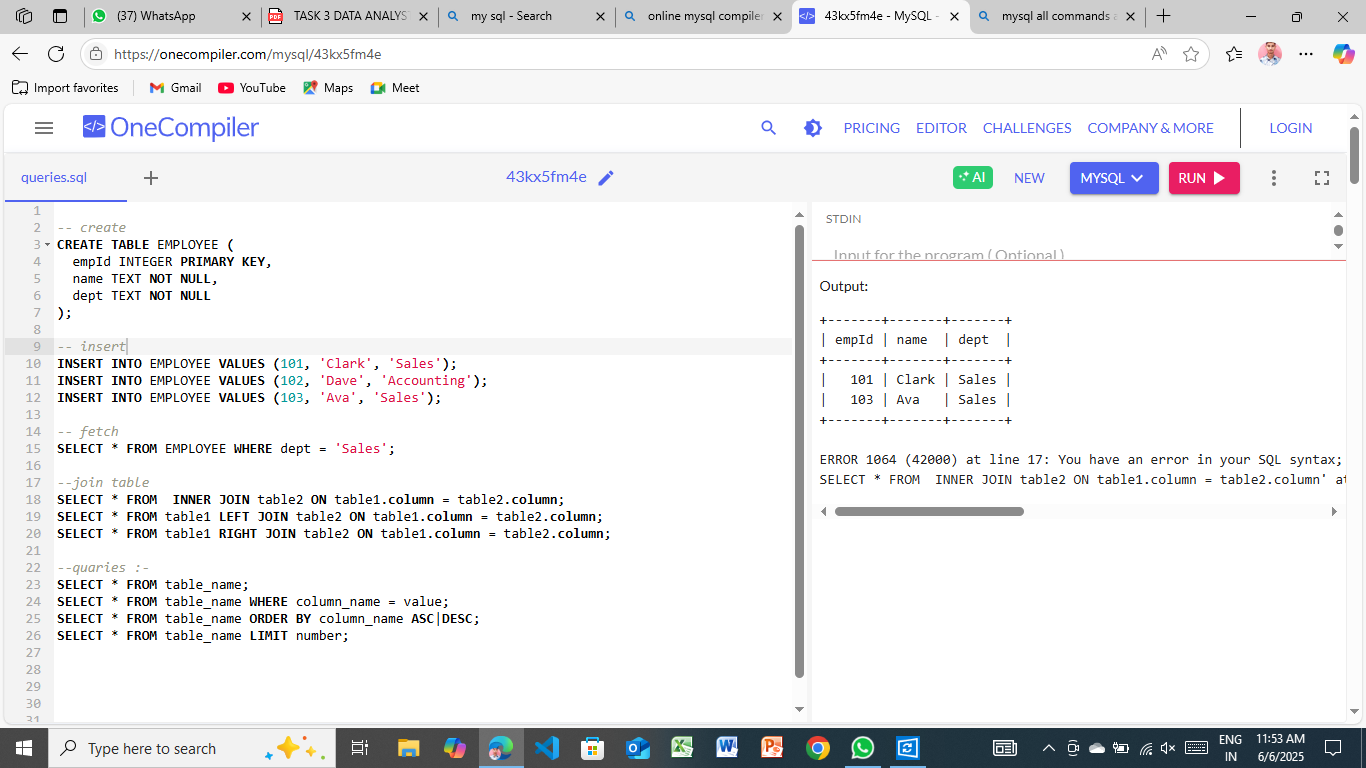 (37) WhatsApp
TASK 3 DATA ANALYS
my sql - Search
online mysql compiler
43kx5fm4e - MySQL -
mysql all commands a
https://onecompiler.com/mysql/43kx5fm4e
Import favorites
Gmail
YouTube
Maps
Meet
OneCompiler
PRICING
EDITOR
CHALLENGES
COMPANY & MORE
LOGIN
queries.sql
43kx5fm4e
AI
NEW
MYSQL
RUN
1
2 -- create
3 CREATE TABLE EMPLOYEE (
4 empId INTEGER PRIMARY KEY,
5 name TEXT NOT NULL,
6 dept TEXT NOT NULL
7 );
8
9 -- insert
10 INSERT INTO EMPLOYEE VALUES (101, 'Clark', 'Sales');
11 INSERT INTO EMPLOYEE VALUES (102, 'Dave', 'Accounting');
12 INSERT INTO EMPLOYEE VALUES (103, 'Ava', 'Sales');
13
14 -- fetch
15 SELECT * FROM EMPLOYEE WHERE dept = 'Sales';
16
17 --join table
18 SELECT * FROM  INNER JOIN table2 ON table1.column = table2.column;
19 SELECT * FROM table1 LEFT JOIN table2 ON table1.column = table2.column;
20 SELECT * FROM table1 RIGHT JOIN table2 ON table1.column = table2.column;
21
22 --quaries :-
23 SELECT * FROM table_name;
24 SELECT * FROM table_name WHERE column_name = value;
25 SELECT * FROM table_name ORDER BY column_name ASC|DESC;
26 SELECT * FROM table_name LIMIT number;
27
28
29
30
31
STDIN
Input for the program ( Optional )
Output:
+-------+-------+-------+
| empId | name  | dept  |
+-------+-------+-------+
|   101 | Clark | Sales |
|   103 | Ava   | Sales |
+-------+-------+-------+
ERROR 1064 (42000) at line 17: You have an error in your SQL syntax;
SELECT * FROM  INNER JOIN table2 ON table1.column = table2.column' at
Type here to search
ENG
IN
11:53 AM
6/6/2025